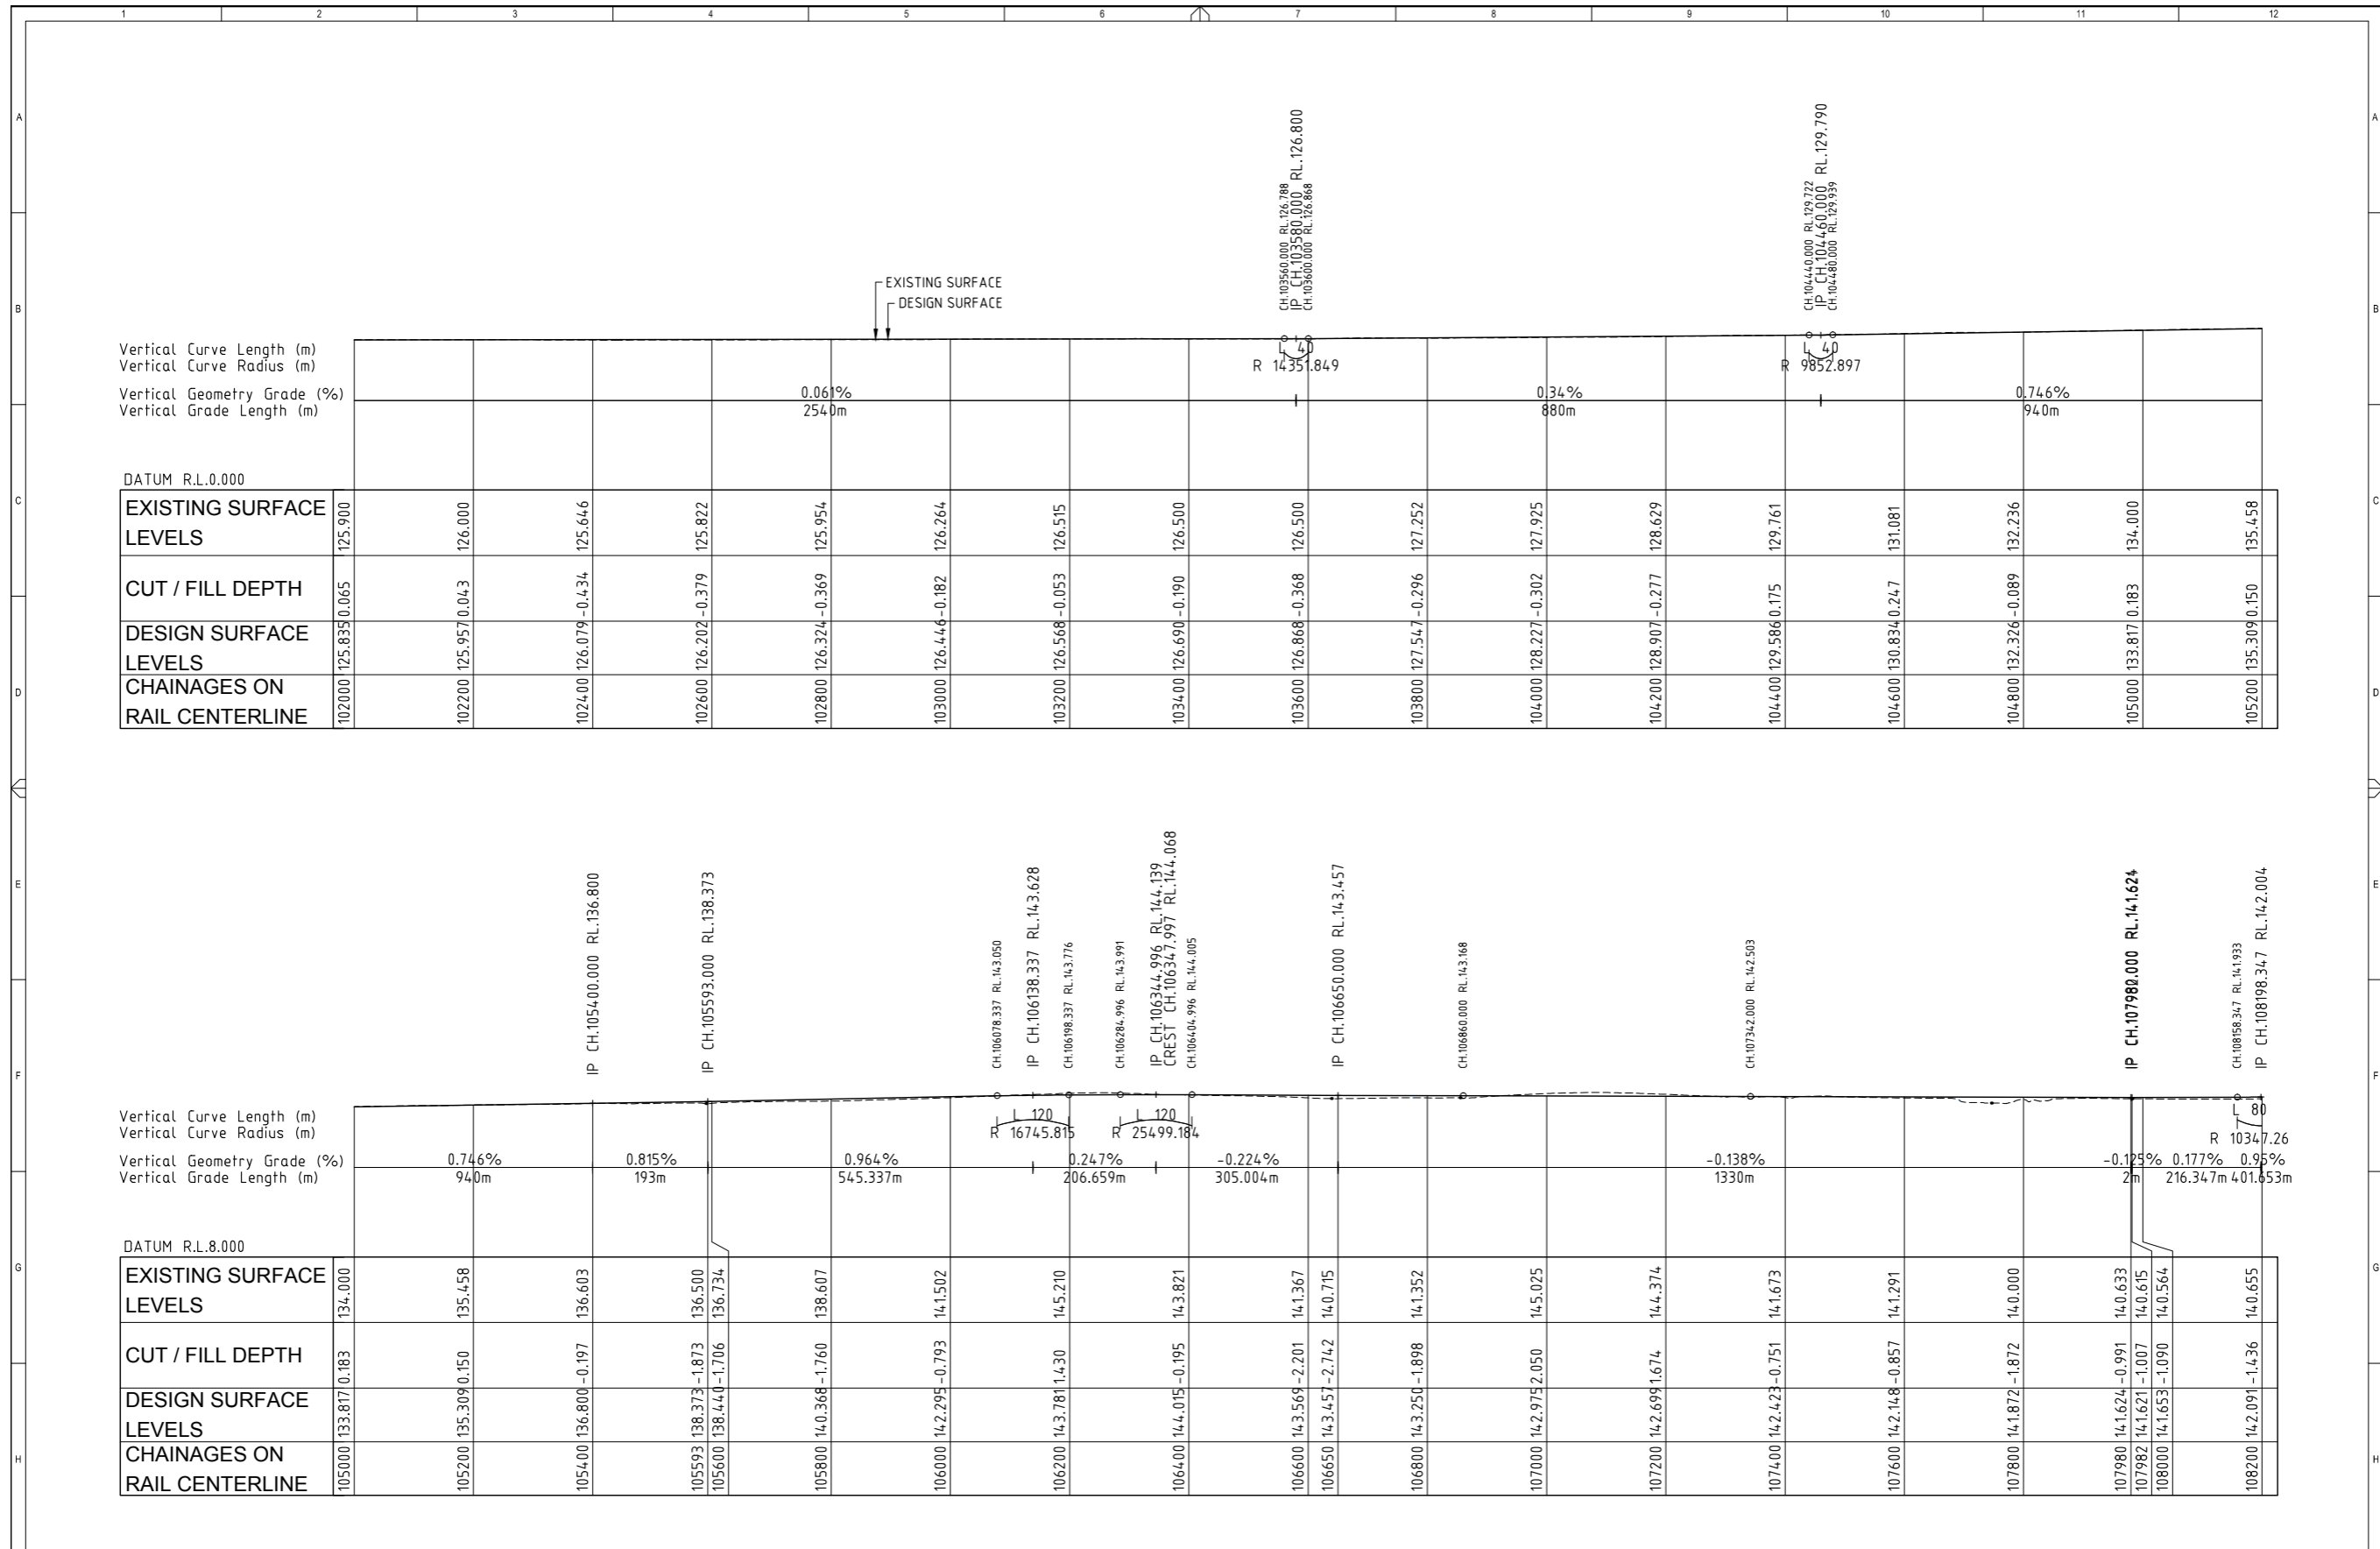 1 2 3 4 5 6 7 8 9 10 11 12
A A
CH.103560.000 RL.126.788
IP CH.103580.000 RL.126.800
CH.103600.000 RL.126.868
CH.104440.000 RL.129.722
IP CH.104460.000 RL.129.790
CH.104480.000 RL.129.939
EXISTING SURFACE
DESIGN SURFACE
B B
Vertical Curve Length (m) L 40 L 40
Vertical Curve Radius (m) R 14351.849 R 9852.897
Vertical Geometry Grade (%) 0.061% 0.34% 0.746%
Vertical Grade Length (m) 2540m 880m 940m
DATUM R.L.0.000
C C
EXISTING SURFACE
LEVELS
125.900 126.000 125.646 125.822 125.954 126.264 126.515 126.500 126.500 127.252 127.925 128.629 129.761 131.081 132.236 134.000 135.458
CUT / FILL DEPTH
0.065 0.043 -0.434 -0.379 -0.369 -0.182 -0.053 -0.190 -0.368 -0.296 -0.302 -0.277 0.175 0.247 -0.089 0.183 0.150
DESIGN SURFACE
LEVELS
125.835 125.957 126.079 126.202 126.324 126.446 126.568 126.690 126.868 127.547 128.227 128.907 129.586 130.834 132.326 133.817 135.309
D D
CHAINAGES ON
RAIL CENTERLINE
102000 102200 102400 102600 102800 103000 103200 103400 103600 103800 104000 104200 104400 104600 104800 105000 105200
E E
IP CH.105400.000 RL.136.800
IP CH.105593.000 RL.138.373
CH.106078.337 RL.143.050
IP CH.106138.337 RL.143.628
CH.106198.337 RL.143.776
CH.106284.996 RL.143.991
IP CH.106344.996 RL.144.139
CREST CH.106347.997 RL.144.068
CH.106404.996 RL.144.005
IP CH.106650.000 RL.143.457
CH.106860.000 RL.143.168
CH.107342.000 RL.142.503
IP CH.107980.000 RL.141.624
CH.108158.347 RL.141.933
IP CH.108198.347 RL.142.004
F F
Vertical Curve Length (m) L 120 L 120 L 80
Vertical Curve Radius (m) R 16745.815 R 25499.184 R 10347.26
Vertical Geometry Grade (%) 0.746% 0.815% 0.964% 0.247% -0.224% -0.138% -0.125% 0.177% 0.95%
Vertical Grade Length (m) 940m 193m 545.337m 206.659m 305.004m 1330m 2m 216.347m 401.653m
DATUM R.L.8.000
G G
EXISTING SURFACE
LEVELS
134.000 135.458 136.603 136.500 136.734 138.607 141.502 145.210 143.821 141.367 140.715 141.352 145.025 144.374 141.673 141.291 140.000 140.633 140.615 140.564 140.655
CUT / FILL DEPTH
0.183 0.150 -0.197 -1.873 -1.706 -1.760 -0.793 1.430 -0.195 -2.201 -2.742 -1.898 2.050 1.674 -0.751 -0.857 -1.872 -0.991 -1.007 -1.090 -1.436
DESIGN SURFACE
LEVELS
133.817 135.309 136.800 138.373 138.440 140.368 142.295 143.781 144.015 143.569 143.457 143.250 142.975 142.699 142.423 142.148 141.872 141.624 141.621 141.653 142.091
H H
CHAINAGES ON
RAIL CENTERLINE
105000 105200 105400 105593 105600 105800 106000 106200 106400 106600 106650 106800 107000 107200 107400 107600 107800 107980 107982 108000 108200